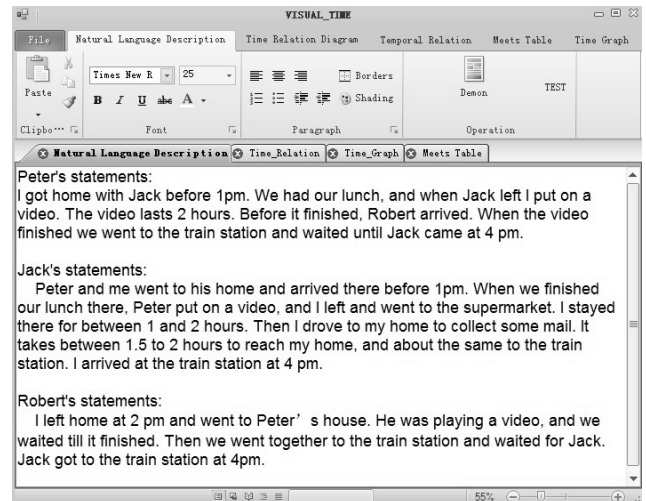 VISUAL_TIME
File Natural Language Description Time Relation Diagram Temporal Relation Meets Table Time Graph
Times New R 25 Borders
Paste B I U abc A Shading Demon TEST
Clipbo… Font Paragraph Operation
Natural Language Description Time_Relation Time_Graph Meets Table
Peter's statements:
I got home with Jack before 1pm. We had our lunch, and when Jack left I put on a
video. The video lasts 2 hours. Before it finished, Robert arrived. When the video
finished we went to the train station and waited until Jack came at 4 pm.
Jack's statements:
Peter and me went to his home and arrived there before 1pm. When we finished
our lunch there, Peter put on a video, and I left and went to the supermarket. I stayed
there for between 1 and 2 hours. Then I drove to my home to collect some mail. It
takes between 1.5 to 2 hours to reach my home, and about the same to the train
station. I arrived at the train station at 4 pm.
Robert's statements:
I left home at 2 pm and went to Peter’s house. He was playing a video, and we
waited till it finished. Then we went together to the train station and waited for Jack.
Jack got to the train station at 4pm.
55%